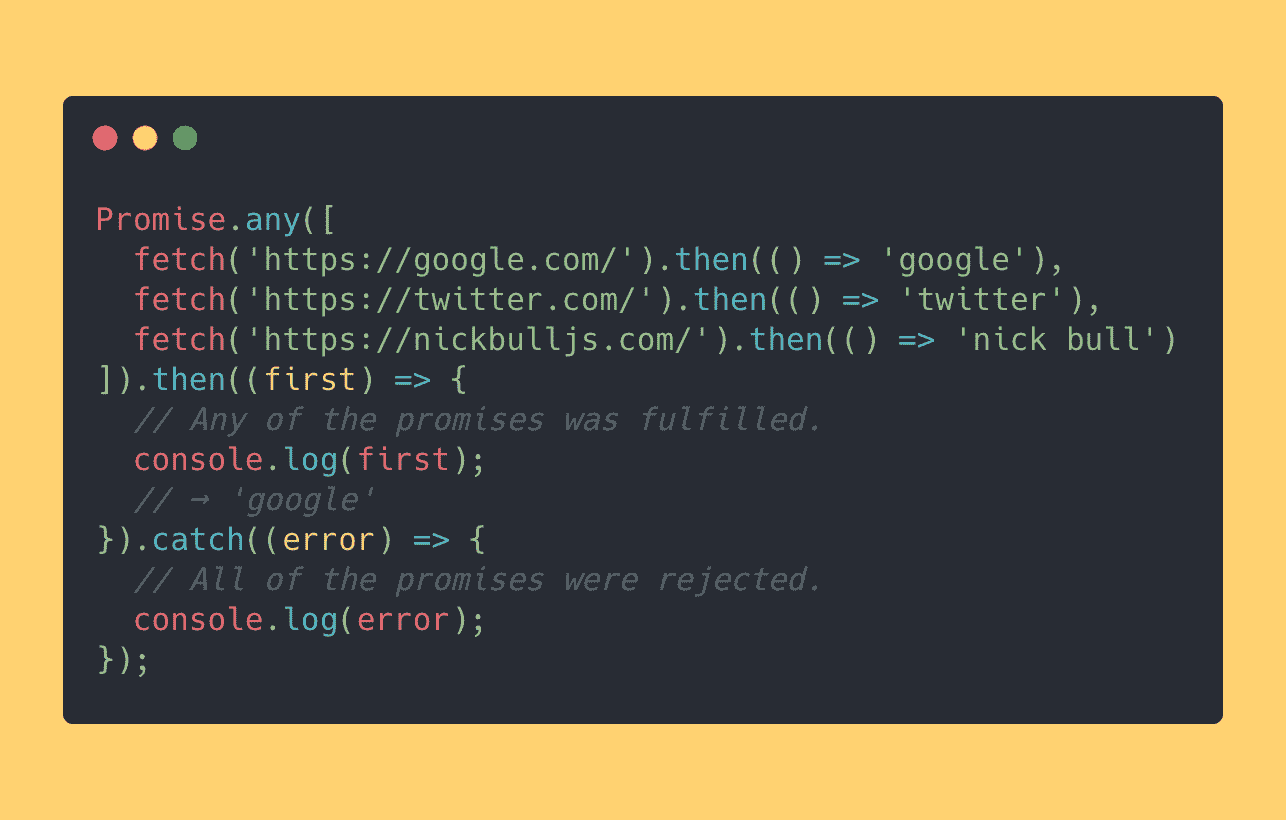 Promise.any([
  fetch('https://google.com/').then(() => 'google'),
  fetch('https://twitter.com/').then(() => 'twitter'),
  fetch('https://nickbulljs.com/').then(() => 'nick bull')
]).then((first) => {
  // Any of the promises was fulfilled.
  console.log(first);
  // → 'google'
}).catch((error) => {
  // All of the promises were rejected.
  console.log(error);
});